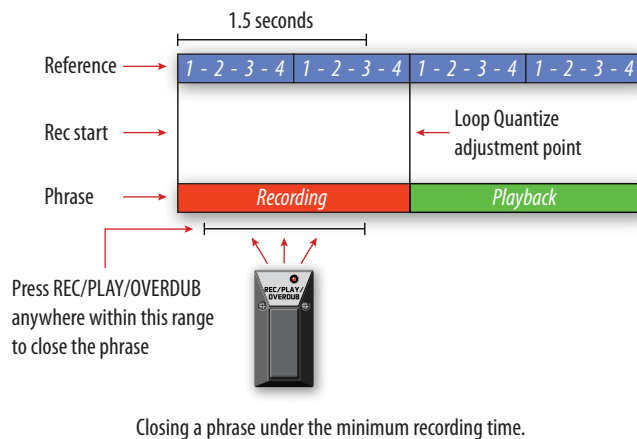 1.5 seconds
Reference
1 - 2 - 3 - 4 1 - 2 - 3 - 4 1 - 2 - 3 - 4 1 - 2 - 3 - 4
Rec start
Loop Quantize
adjustment point
Phrase
Recording
Playback
Press REC/PLAY/OVERDUB
anywhere within this range
to close the phrase
REC/PLAY/
OVERDUB
Closing a phrase under the minimum recording time.